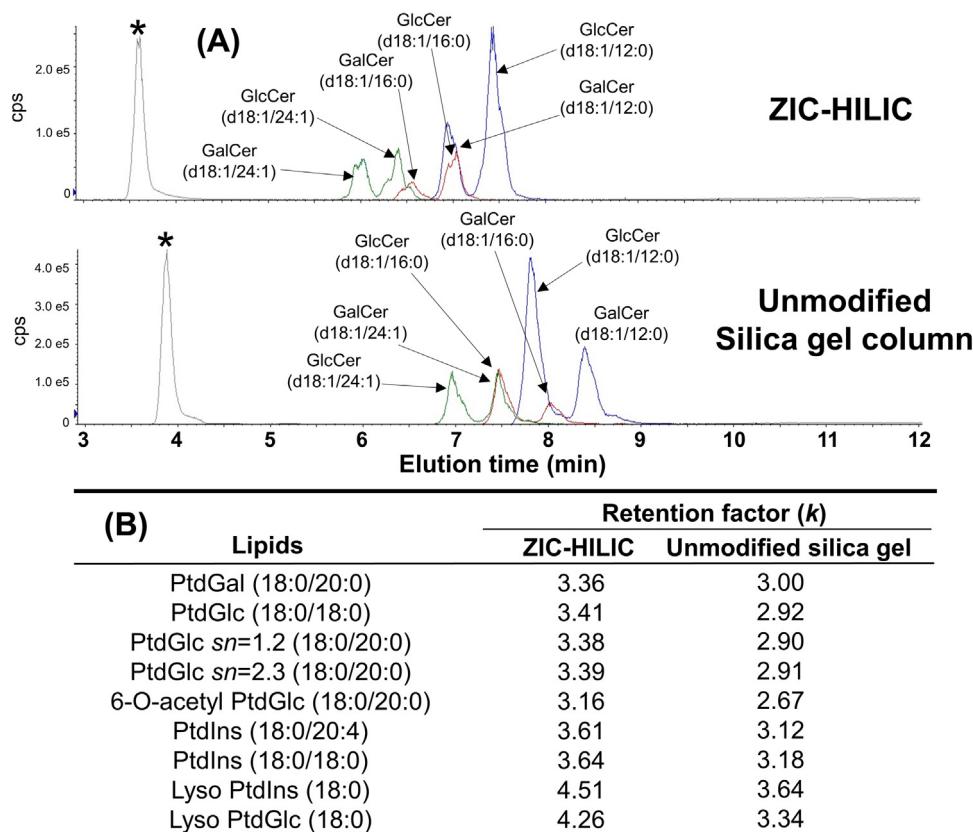 (A)
*
GlcCer
(d18:1/16:0)
GlcCer
(d18:1/12:0)
GalCer
(d18:1/16:0)
GalCer
(d18:1/12:0)
GlcCer
(d18:1/24:1)
GalCer
(d18:1/24:1)
ZIC-HILIC
cps
2.0 e5
1.0 e5
0
*
GalCer
(d18:1/16:0)
GlcCer
(d18:1/16:0)
GlcCer
(d18:1/12:0)
GalCer
(d18:1/24:1)
GalCer
(d18:1/12:0)
GlcCer
(d18:1/24:1)
Unmodified
Silica gel column
cps
4.0 e5
3.0 e5
2.0 e5
1.0 e5
0
3 4 5 6 7 8 9 10 11 12
Elution time (min)
(B)
Retention factor (k)
Lipids ZIC-HILIC Unmodified silica gel
PtdGal (18:0/20:0) 3.36 3.00
PtdGlc (18:0/18:0) 3.41 2.92
PtdGlc sn=1.2 (18:0/20:0) 3.38 2.90
PtdGlc sn=2.3 (18:0/20:0) 3.39 2.91
6-O-acetyl PtdGlc (18:0/20:0) 3.16 2.67
PtdIns (18:0/20:4) 3.61 3.12
PtdIns (18:0/18:0) 3.64 3.18
Lyso PtdIns (18:0) 4.51 3.64
Lyso PtdGlc (18:0) 4.26 3.34